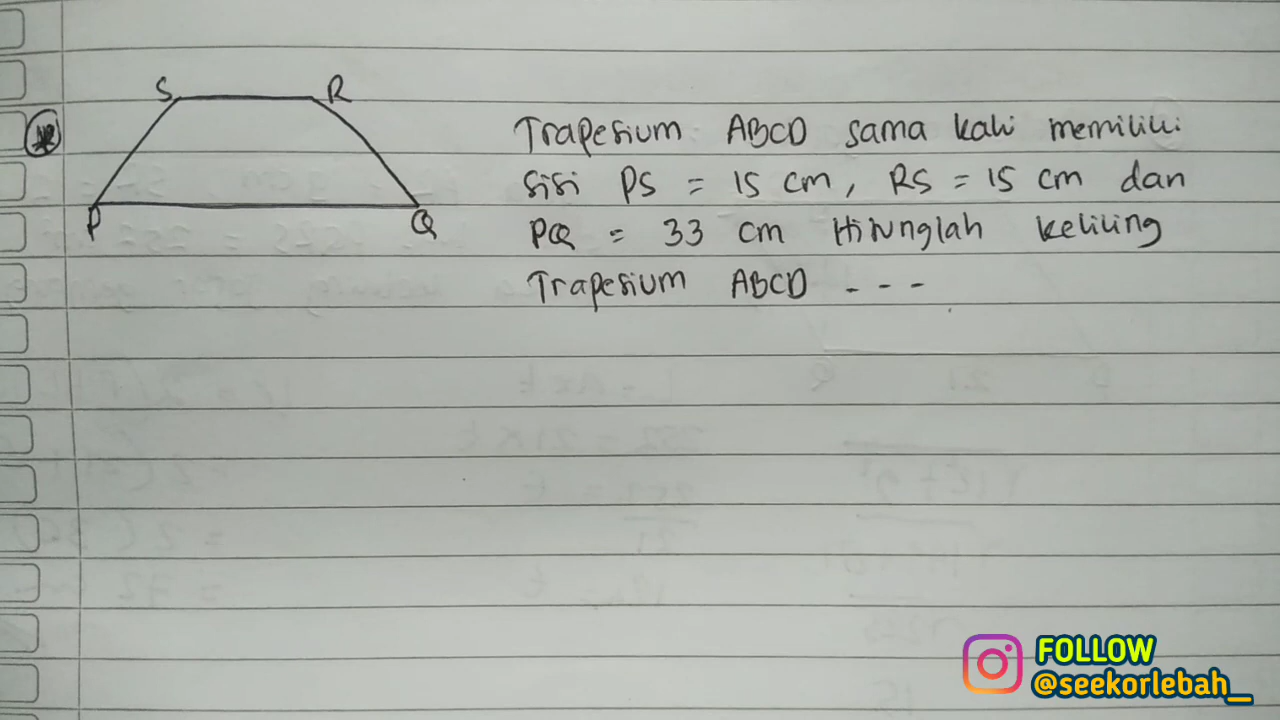 S R
P Q
Trapesium ABCD sama kaki memiliki
sisi PS = 15 cm, RS = 15 cm dan
PQ = 33 cm Hitunglah keliling
Trapesium ABCD ---
FOLLOW
@seekorlebah_